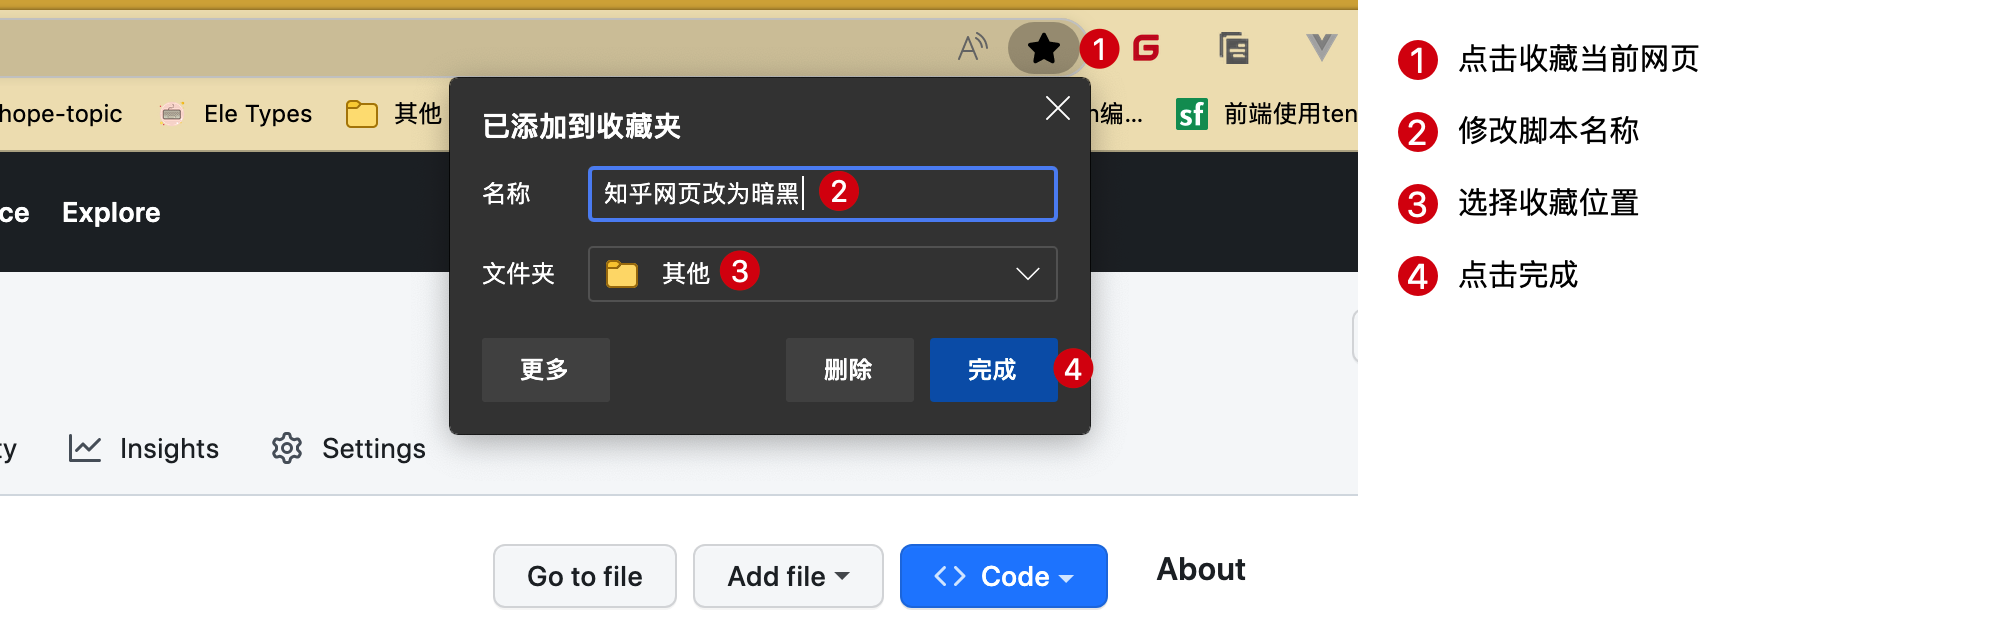 1
hope-topic
Ele Types
其他
编...
sf
前端使用ten
已添加到收藏夹
名称
知乎网页改为暗黑
2
文件夹
其他
3
更多
删除
完成
4
ce
Explore
ty
Insights
Settings
Go to file
Add file
Code
About
1 点击收藏当前网页
2 修改脚本名称
3 选择收藏位置
4 点击完成